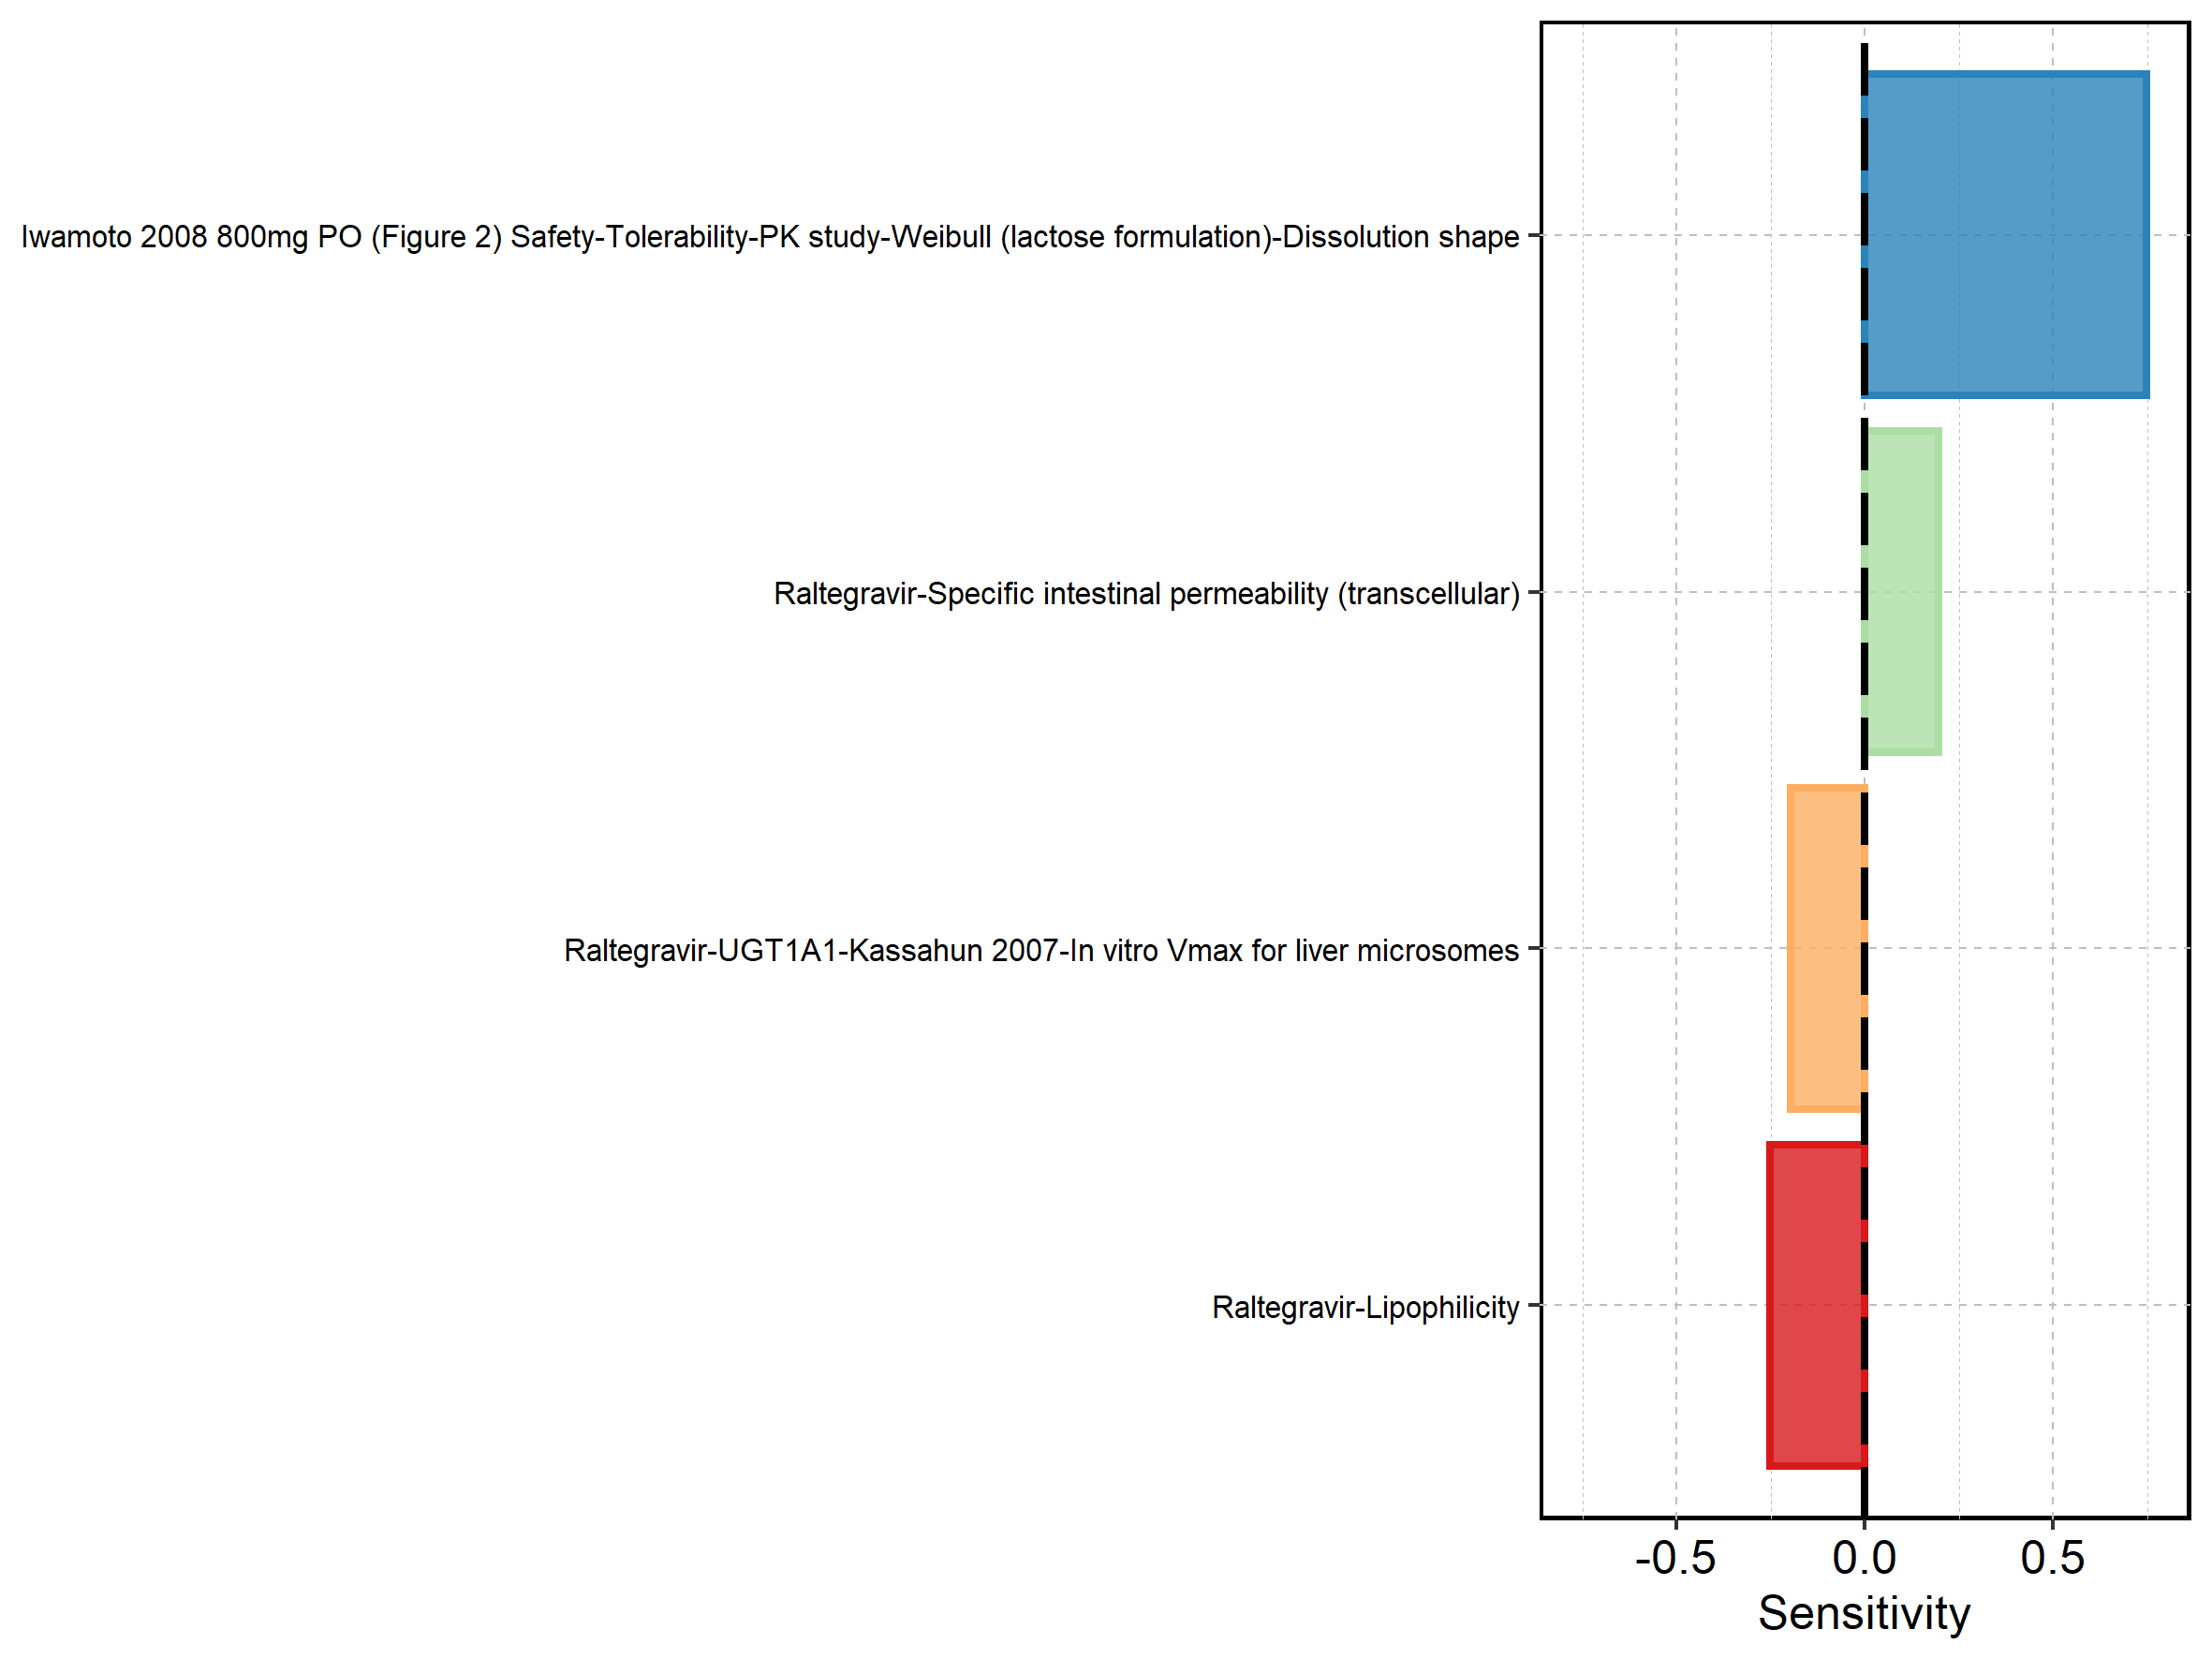 Iwamoto 2008 800mg PO (Figure 2) Safety-Tolerability-PK study-Weibull (lactose formulation)-Dissolution shape
Raltegravir-Specific intestinal permeability (transcellular)
Raltegravir-UGT1A1-Kassahun 2007-In vitro Vmax for liver microsomes
Raltegravir-Lipophilicity
-0.5 0.0 0.5
Sensitivity